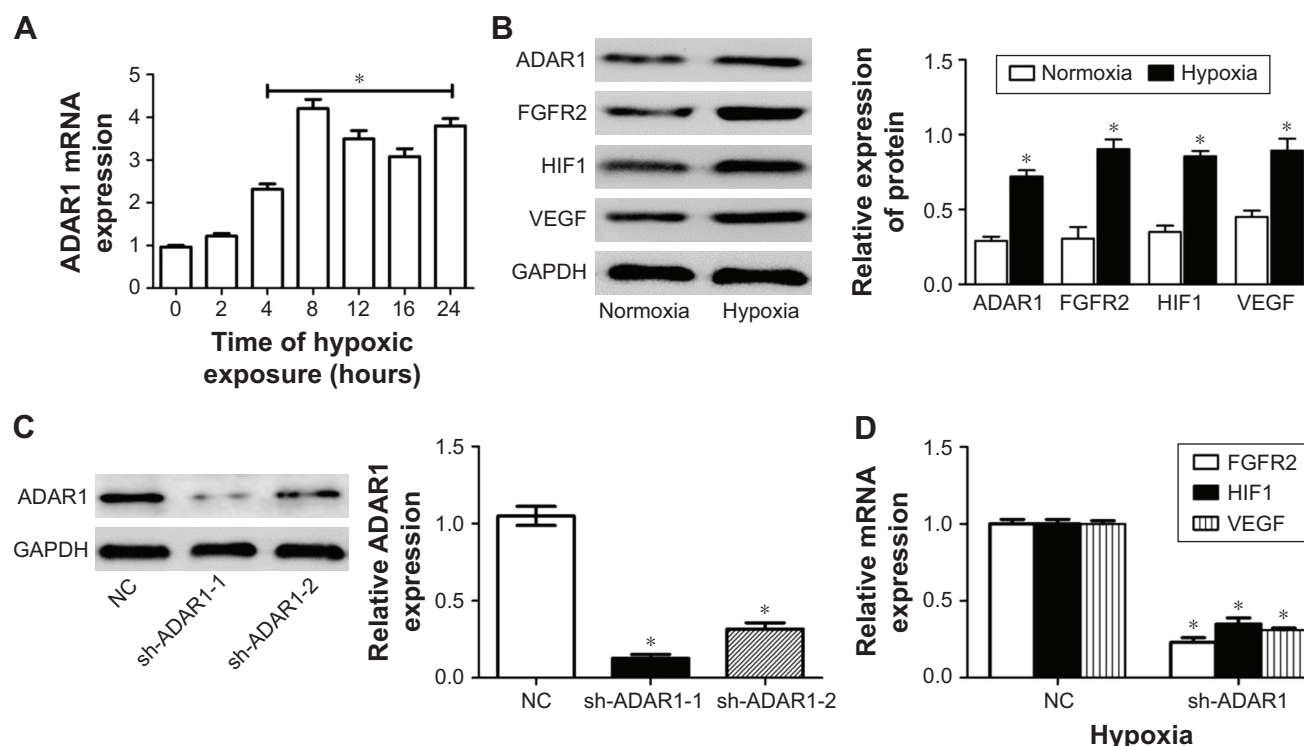 A
ADAR1 mRNA
expression
5
4
3
2
1
0
*
0 2 4 8 12 16 24
Time of hypoxic
exposure (hours)
B
ADAR1
FGFR2
HIF1
VEGF
GAPDH
Normoxia Hypoxia
Relative expression
of protein
1.5
1.0
0.5
0.0
Normoxia Hypoxia
* * * *
ADAR1 FGFR2 HIF1 VEGF
C
ADAR1
GAPDH
NC sh-ADAR1-1 sh-ADAR1-2
Relative ADAR1
expression
1.5
1.0
0.5
0.0
* *
NC sh-ADAR1-1 sh-ADAR1-2
D
Relative mRNA
expression
1.5
1.0
0.5
0.0
FGFR2
HIF1
VEGF
* * *
NC sh-ADAR1
Hypoxia